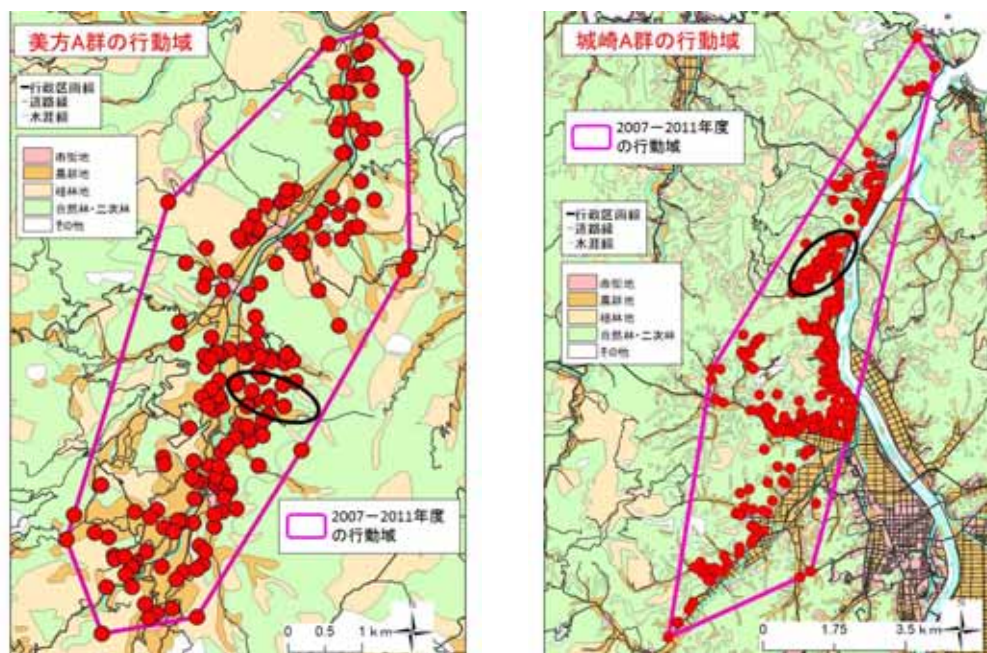 美方A群の行動域
行政区画線
道路縁
水涯線
市街地
農耕地
植林地
自然林・二次林
その他
2007－2011年度
の行動域
0 0.5 1 km
城崎A群の行動域
2007－2011年度
の行動域
行政区画線
道路縁
水涯線
市街地
農耕地
植林地
自然林・二次林
その他
0 1.75 3.5 km